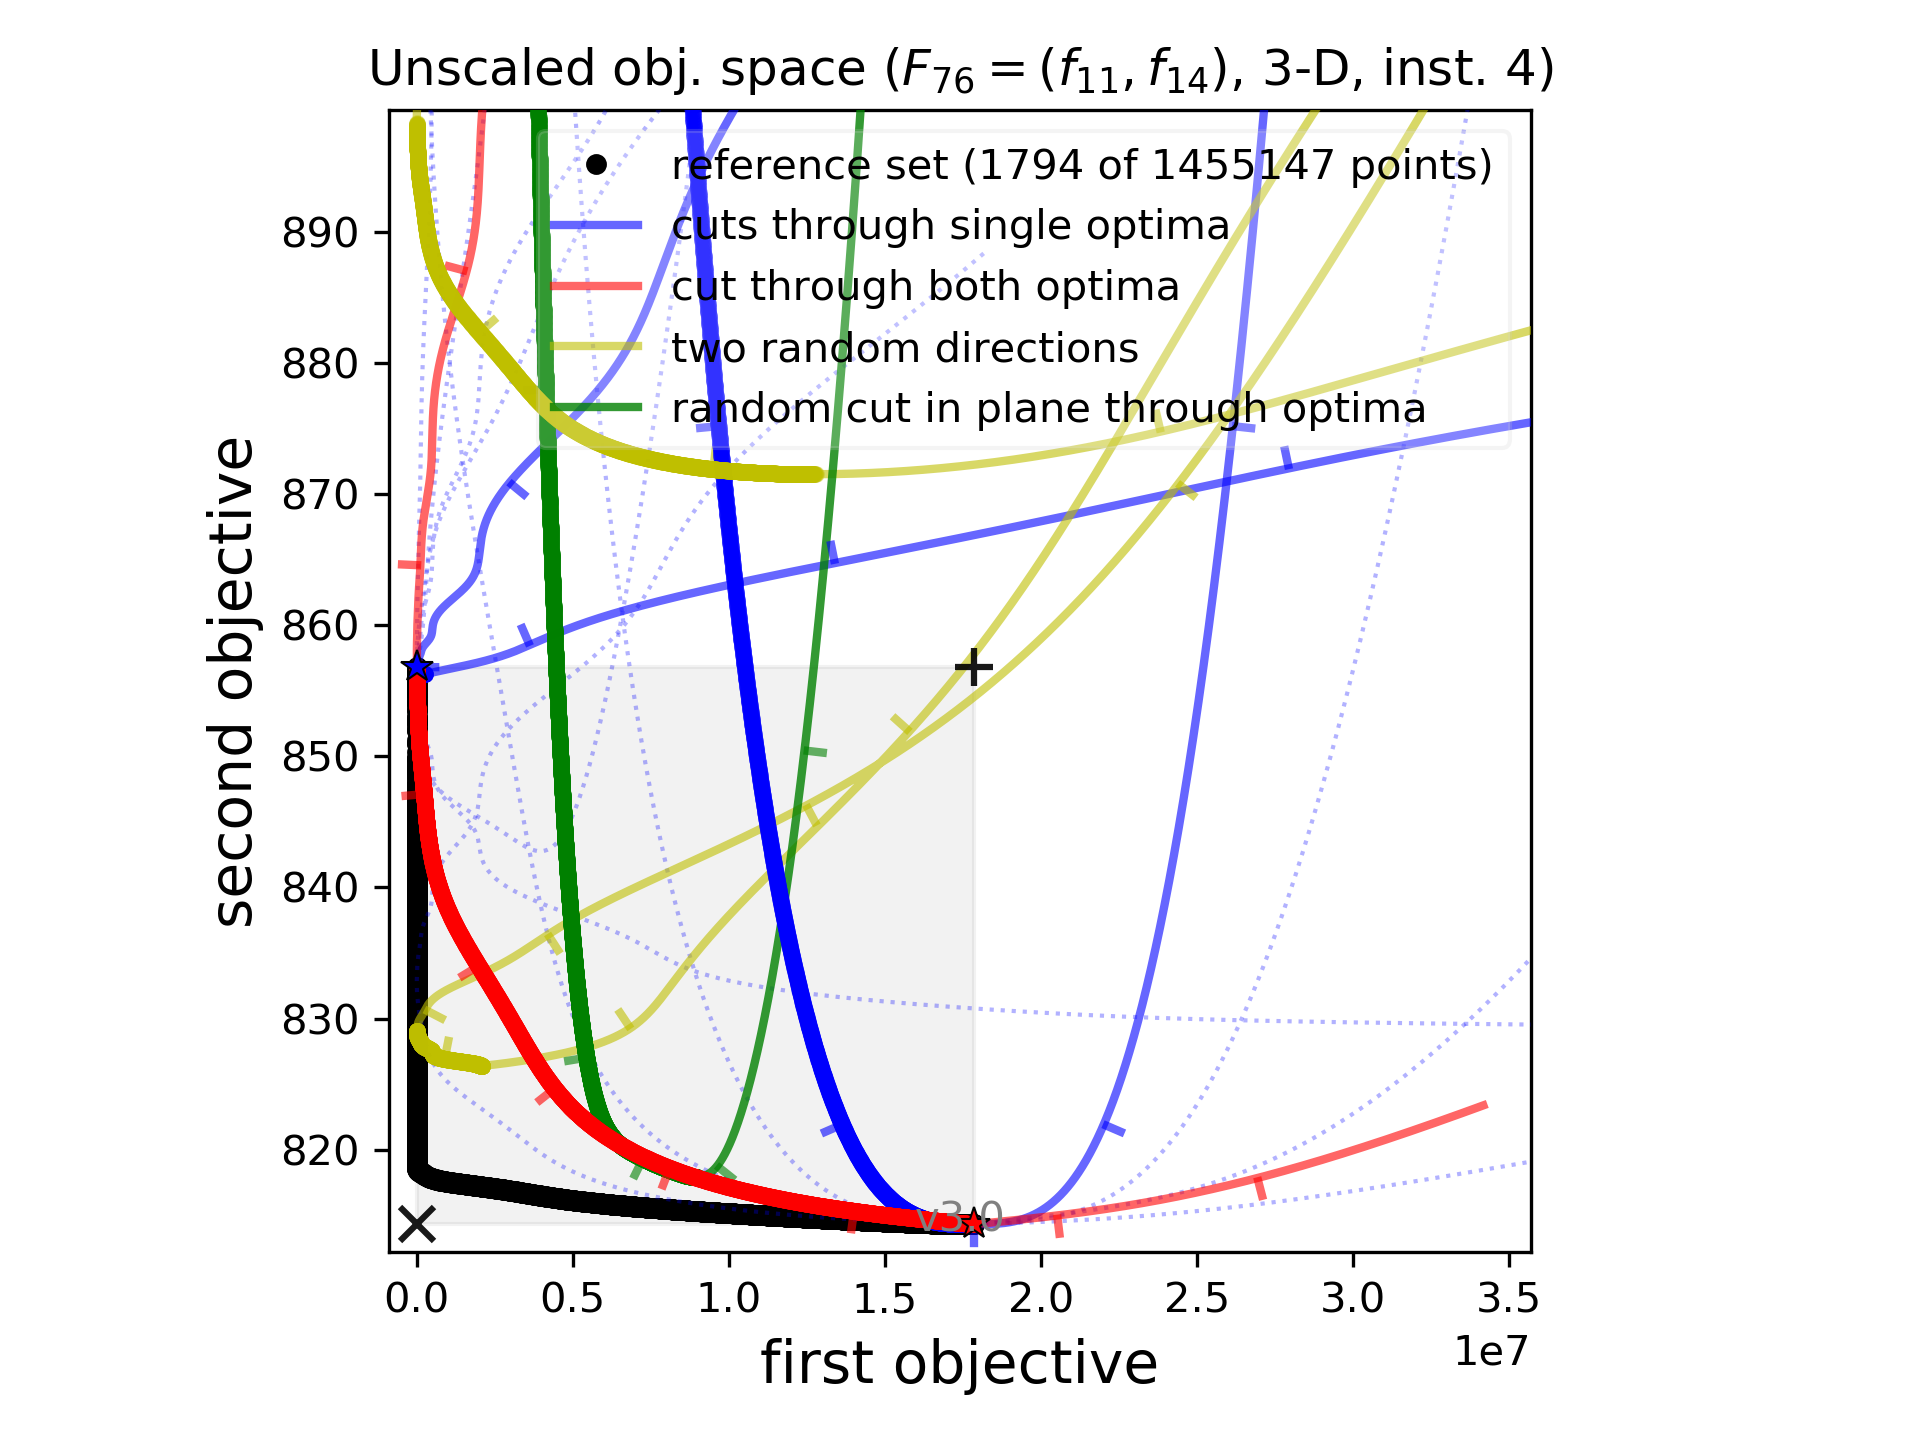 Unscaled obj. space (F₇₆ = (f₁₁, f₁₄), 3-D, inst. 4)
reference set (1794 of 1455147 points)
cuts through single optima
cut through both optima
two random directions
random cut in plane through optima
second objective
890
880
870
860
850
840
830
820
v3.0
0.0 0.5 1.0 1.5 2.0 2.5 3.0 3.5
1e7
first objective